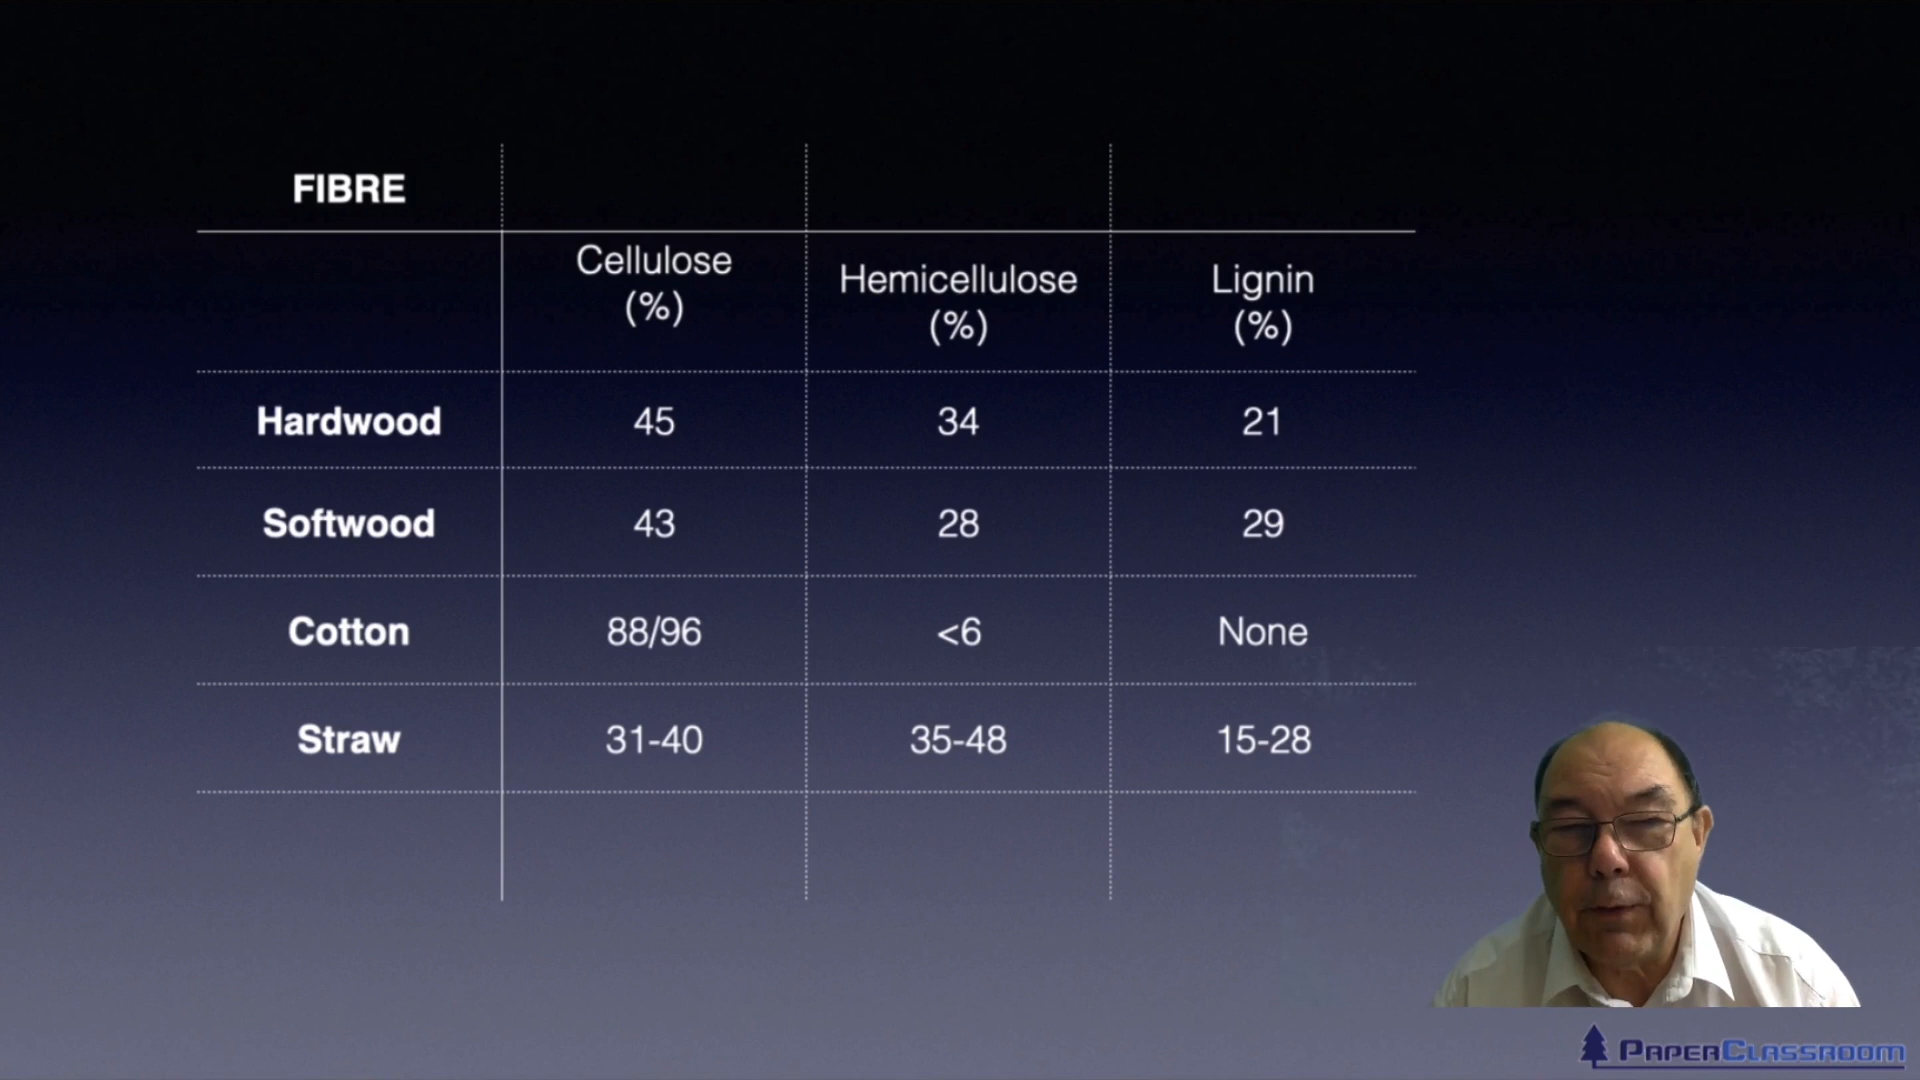 FIBRE
Cellulose (%) Hemicellulose (%) Lignin (%)
Hardwood 45 34 21
Softwood 43 28 29
Cotton 88/96 <6 None
Straw 31-40 35-48 15-28
PAPERCLASSROOM